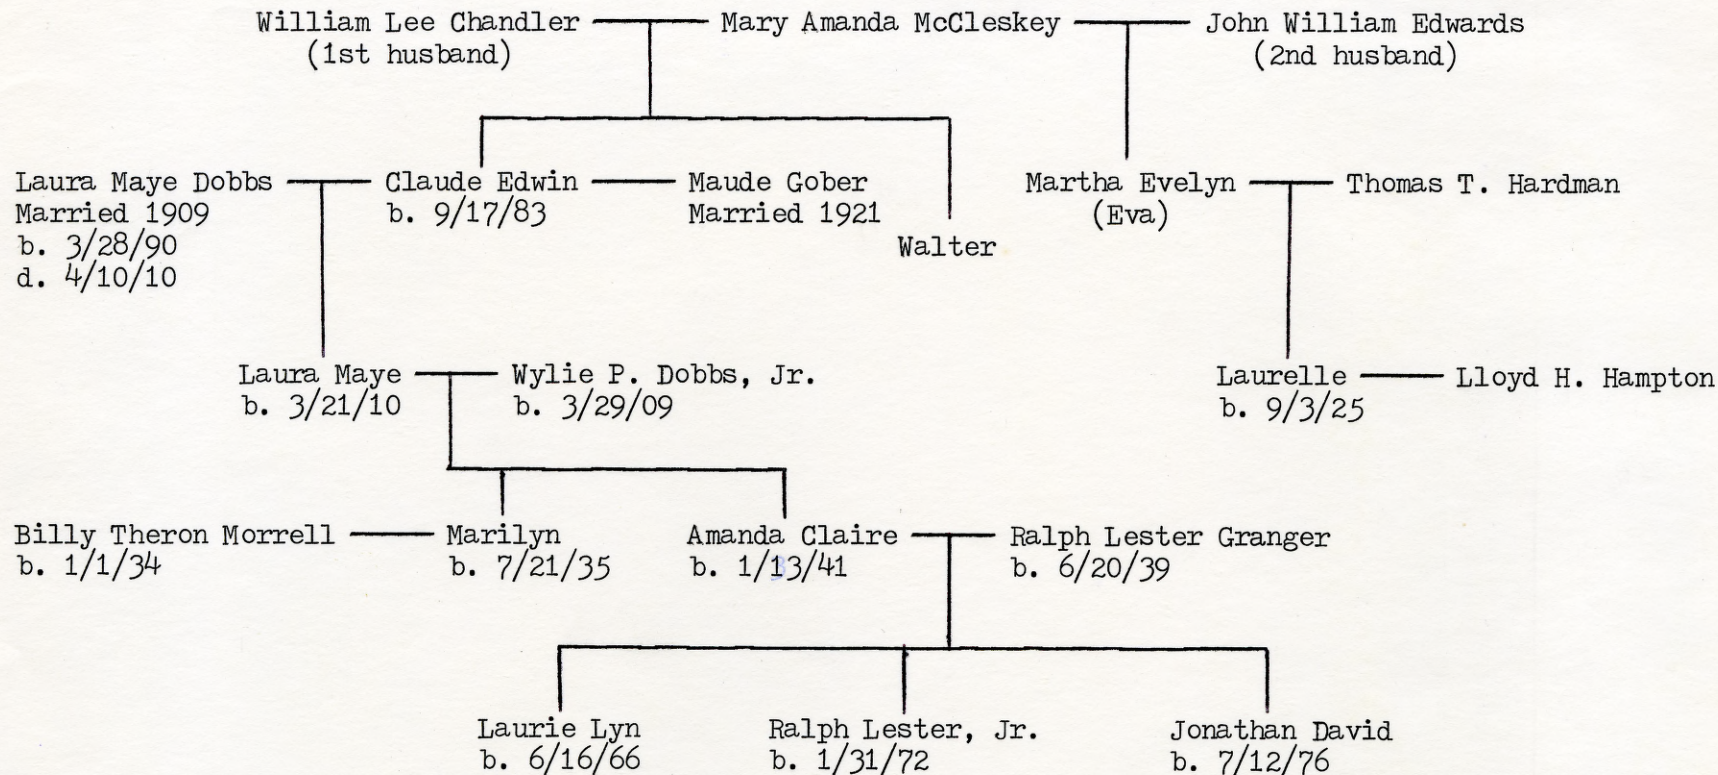 William Lee Chandler Mary Amanda McCleskey John William Edwards
(1st husband) (2nd husband)
Laura Maye Dobbs Claude Edwin Maude Gober Martha Evelyn Thomas T. Hardman
Married 1909 b. 9/17/83 Married 1921 (Eva)
b. 3/28/90 Walter
d. 4/10/10
Laura Maye Wylie P. Dobbs, Jr. Laurelle Lloyd H. Hampton
b. 3/21/10 b. 3/29/09 b. 9/3/25
Billy Theron Morrell Marilyn Amanda Claire Ralph Lester Granger
b. 1/1/34 b. 7/21/35 b. 1/13/41 b. 6/20/39
Laurie Lyn Ralph Lester, Jr. Jonathan David
b. 6/16/66 b. 1/31/72 b. 7/12/76